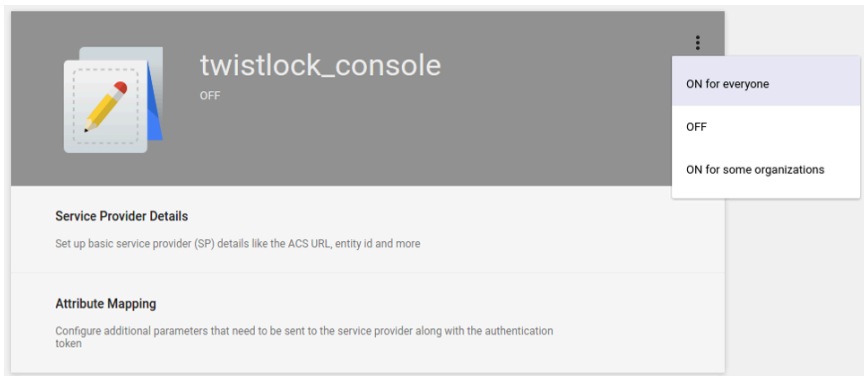 twistlock_console
OFF
ON for everyone
OFF
ON for some organizations
Service Provider Details
Set up basic service provider (SP) details like the ACS URL, entity id and more
Attribute Mapping
Configure additional parameters that need to be sent to the service provider along with the authentication
token